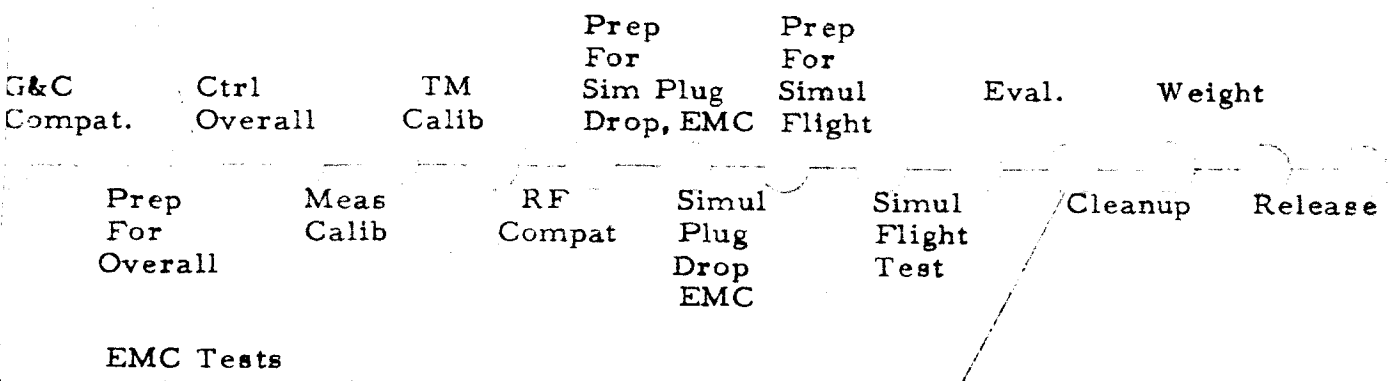 G&C
Compat.
Ctrl
Overall
TM
Calib
Prep
For
Sim Plug
Drop, EMC
Prep
For
Simul
Flight
Eval.
Weight
Prep
For
Overall
Meas
Calib
RF
Compat
Simul
Plug
Drop
EMC
Simul
Flight
Test
Cleanup
Release
EMC Tests